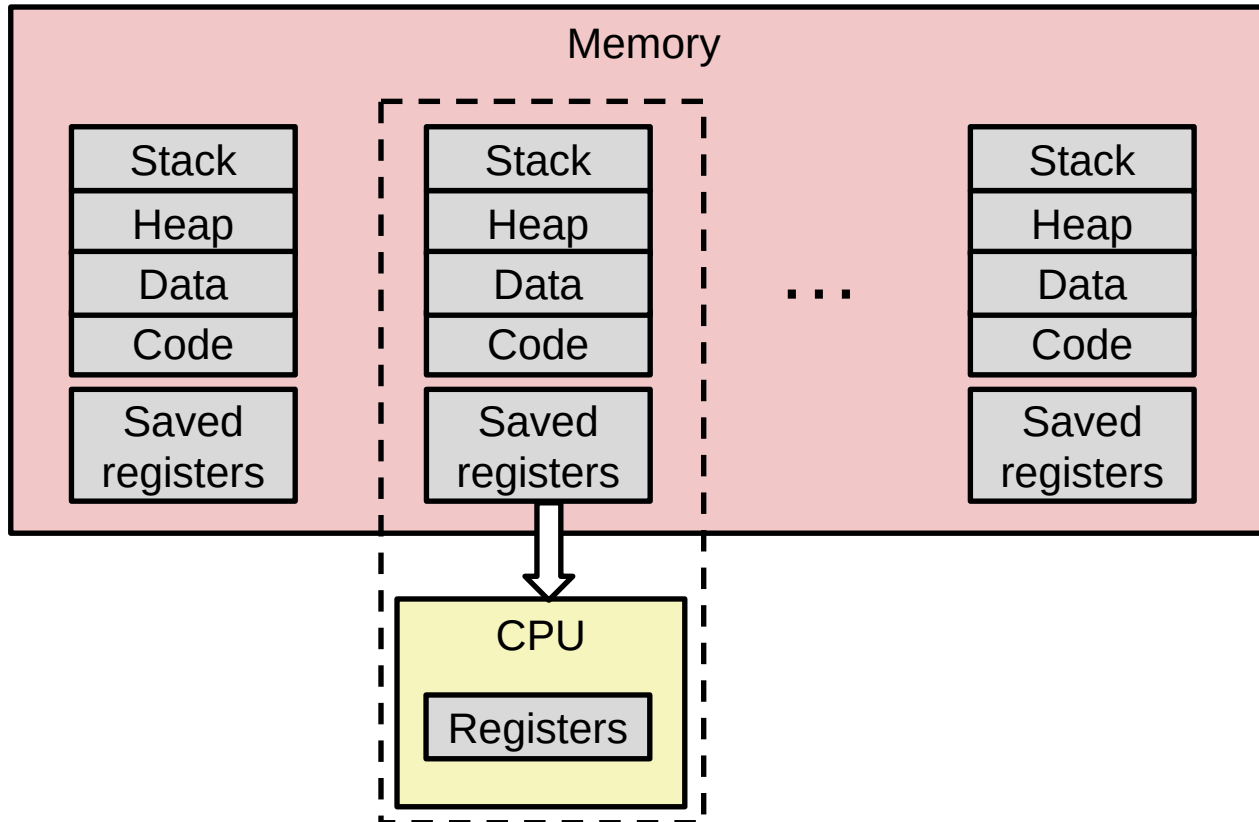 Memory
Stack
Heap
Data
Code
Saved
registers
Stack
Heap
Data
Code
Saved
registers
...
Stack
Heap
Data
Code
Saved
registers
CPU
Registers